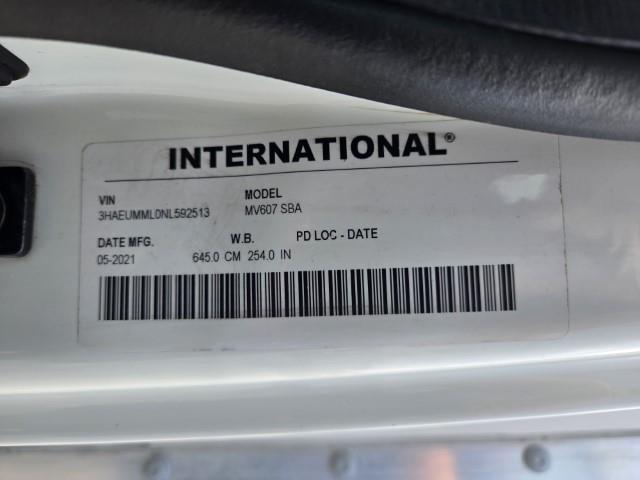 INTERNATIONAL®
VIN MODEL
3HAEUMML0NL592513 MV607 SBA
DATE MFG. W.B. PD LOC - DATE
05-2021 645.0 CM 254.0 IN